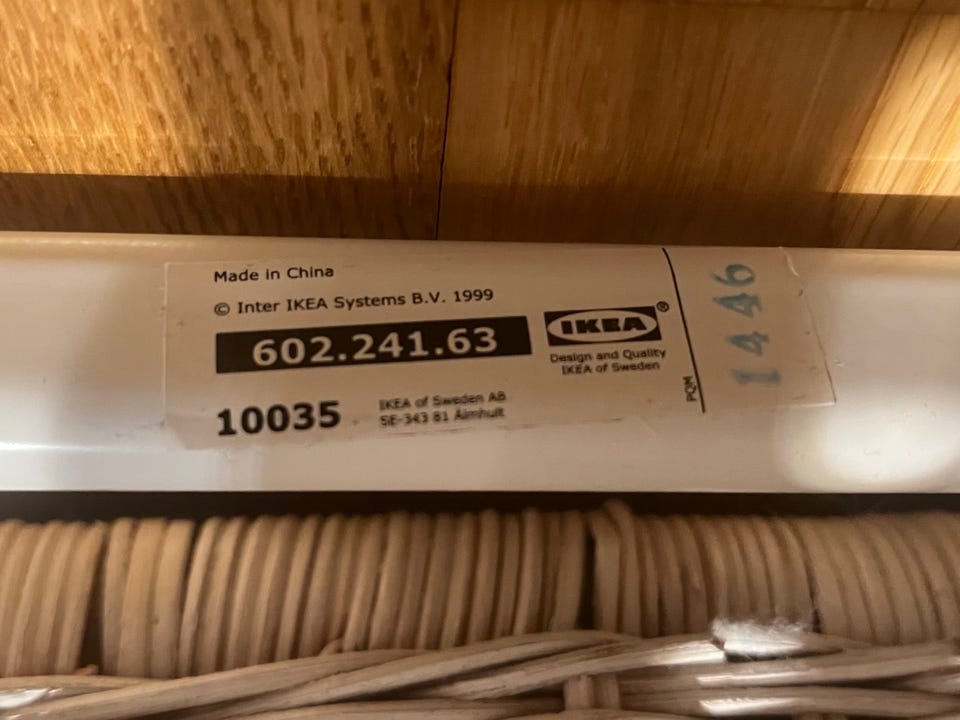 Made in China
© Inter IKEA Systems B.V. 1999
602.241.63
10035
IKEA of Sweden AB
SE-343 81 Älmhult
IKEA®
Design and Quality
IKEA of Sweden
PQM
1446